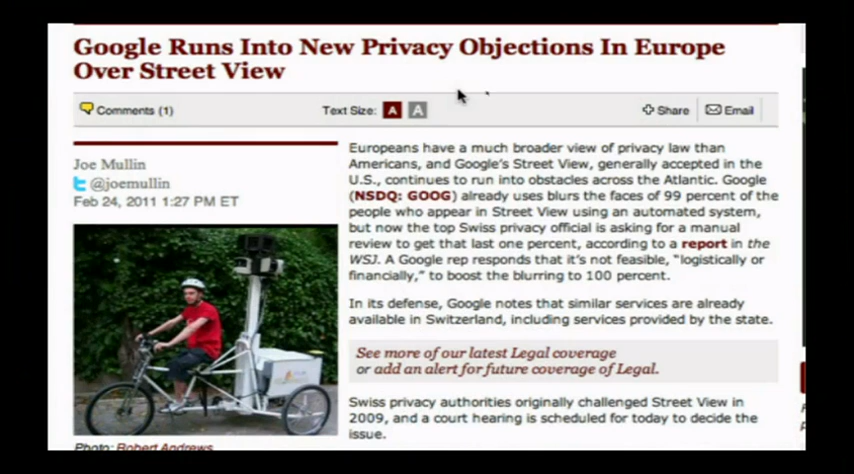 Google Runs Into New Privacy Objections In Europe
Over Street View
Comments (1)
Text Size: A A
Share
Email
Joe Mullin
@joemullin
Feb 24, 2011 1:27 PM ET
Europeans have a much broader view of privacy law than
Americans, and Google's Street View, generally accepted in the
U.S., continues to run into obstacles across the Atlantic. Google
(NSDQ: GOOG) already uses blurs the faces of 99 percent of the
people who appear in Street View using an automated system,
but now the top Swiss privacy official is asking for a manual
review to get that last one percent, according to a report in the
WSJ. A Google rep responds that it's not feasible, "logistically or
financially," to boost the blurring to 100 percent.
In its defense, Google notes that similar services are already
available in Switzerland, including services provided by the state.
See more of our latest Legal coverage
or add an alert for future coverage of Legal.
Swiss privacy authorities originally challenged Street View in
2009, and a court hearing is scheduled for today to decide the
issue.
Photo: Robert Andrews